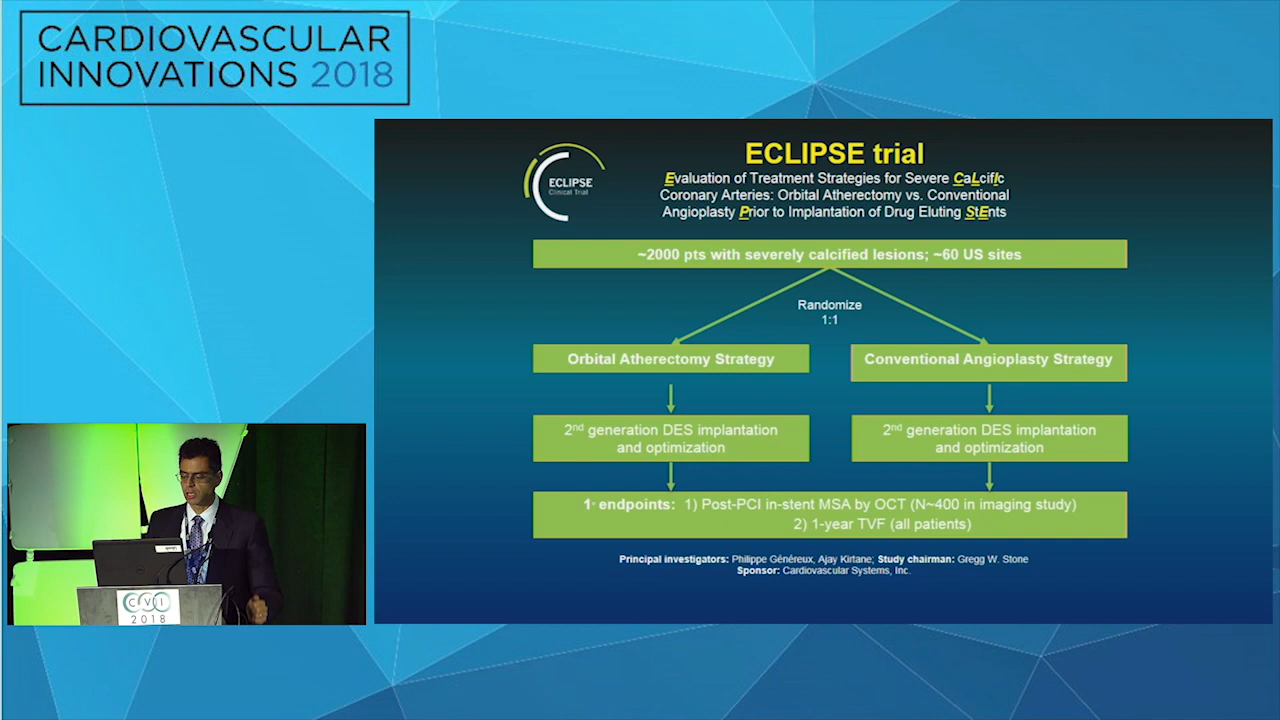 CARDIOVASCULAR
INNOVATIONS 2018
ECLIPSE
Clinical Trial
ECLIPSE trial
Evaluation of Treatment Strategies for Severe CaLcifIc
Coronary Arteries: Orbital Atherectomy vs. Conventional
Angioplasty Prior to Implantation of Drug Eluting StEnts
~2000 pts with severely calcified lesions; ~60 US sites
Randomize
1:1
Orbital Atherectomy Strategy
Conventional Angioplasty Strategy
2nd generation DES implantation
and optimization
2nd generation DES implantation
and optimization
1° endpoints: 1) Post-PCI in-stent MSA by OCT (N~400 in imaging study)
2) 1-year TVF (all patients)
Principal investigators: Philippe Généreux, Ajay Kirtane; Study chairman: Gregg W. Stone
Sponsor: Cardiovascular Systems, Inc.
CVI
2018